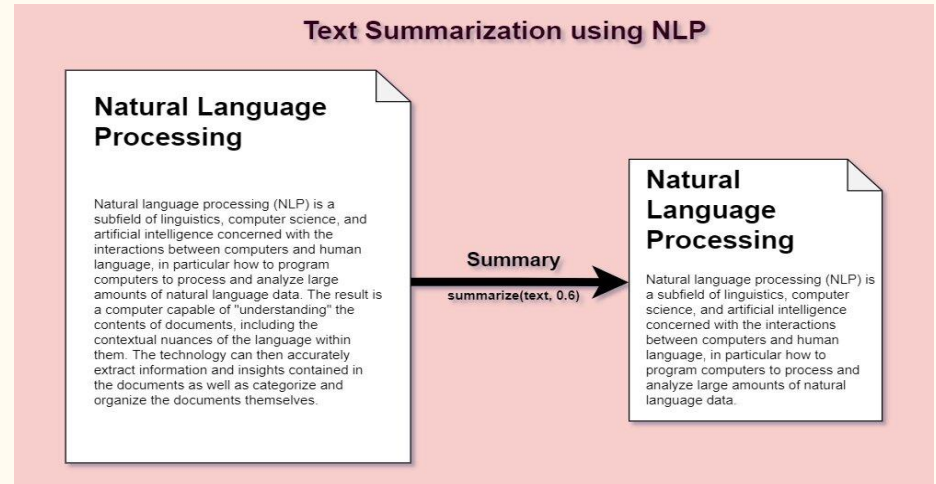 Text Summarization using NLP
Natural Language
Processing
Natural language processing (NLP) is a
subfield of linguistics, computer science, and
artificial intelligence concerned with the
interactions between computers and human
language, in particular how to program
computers to process and analyze large
amounts of natural language data. The result is
a computer capable of "understanding" the
contents of documents, including the
contextual nuances of the language within
them. The technology can then accurately
extract information and insights contained in
the documents as well as categorize and
organize the documents themselves.
Summary
summarize(text, 0.6)
Natural
Language
Processing
Natural language processing (NLP) is
a subfield of linguistics, computer
science, and artificial intelligence
concerned with the interactions
between computers and human
language, in particular how to
program computers to process and
analyze large amounts of natural
language data.